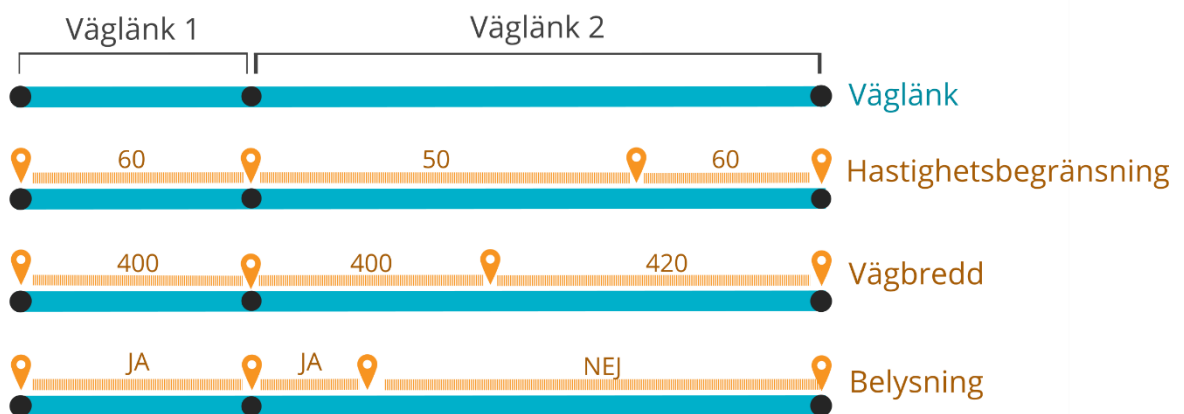 Väglänk 1
Väglänk 2
Väglänk
60
50
60
Hastighetsbegränsning
400
400
420
Vägbredd
JA
JA
NEJ
Belysning